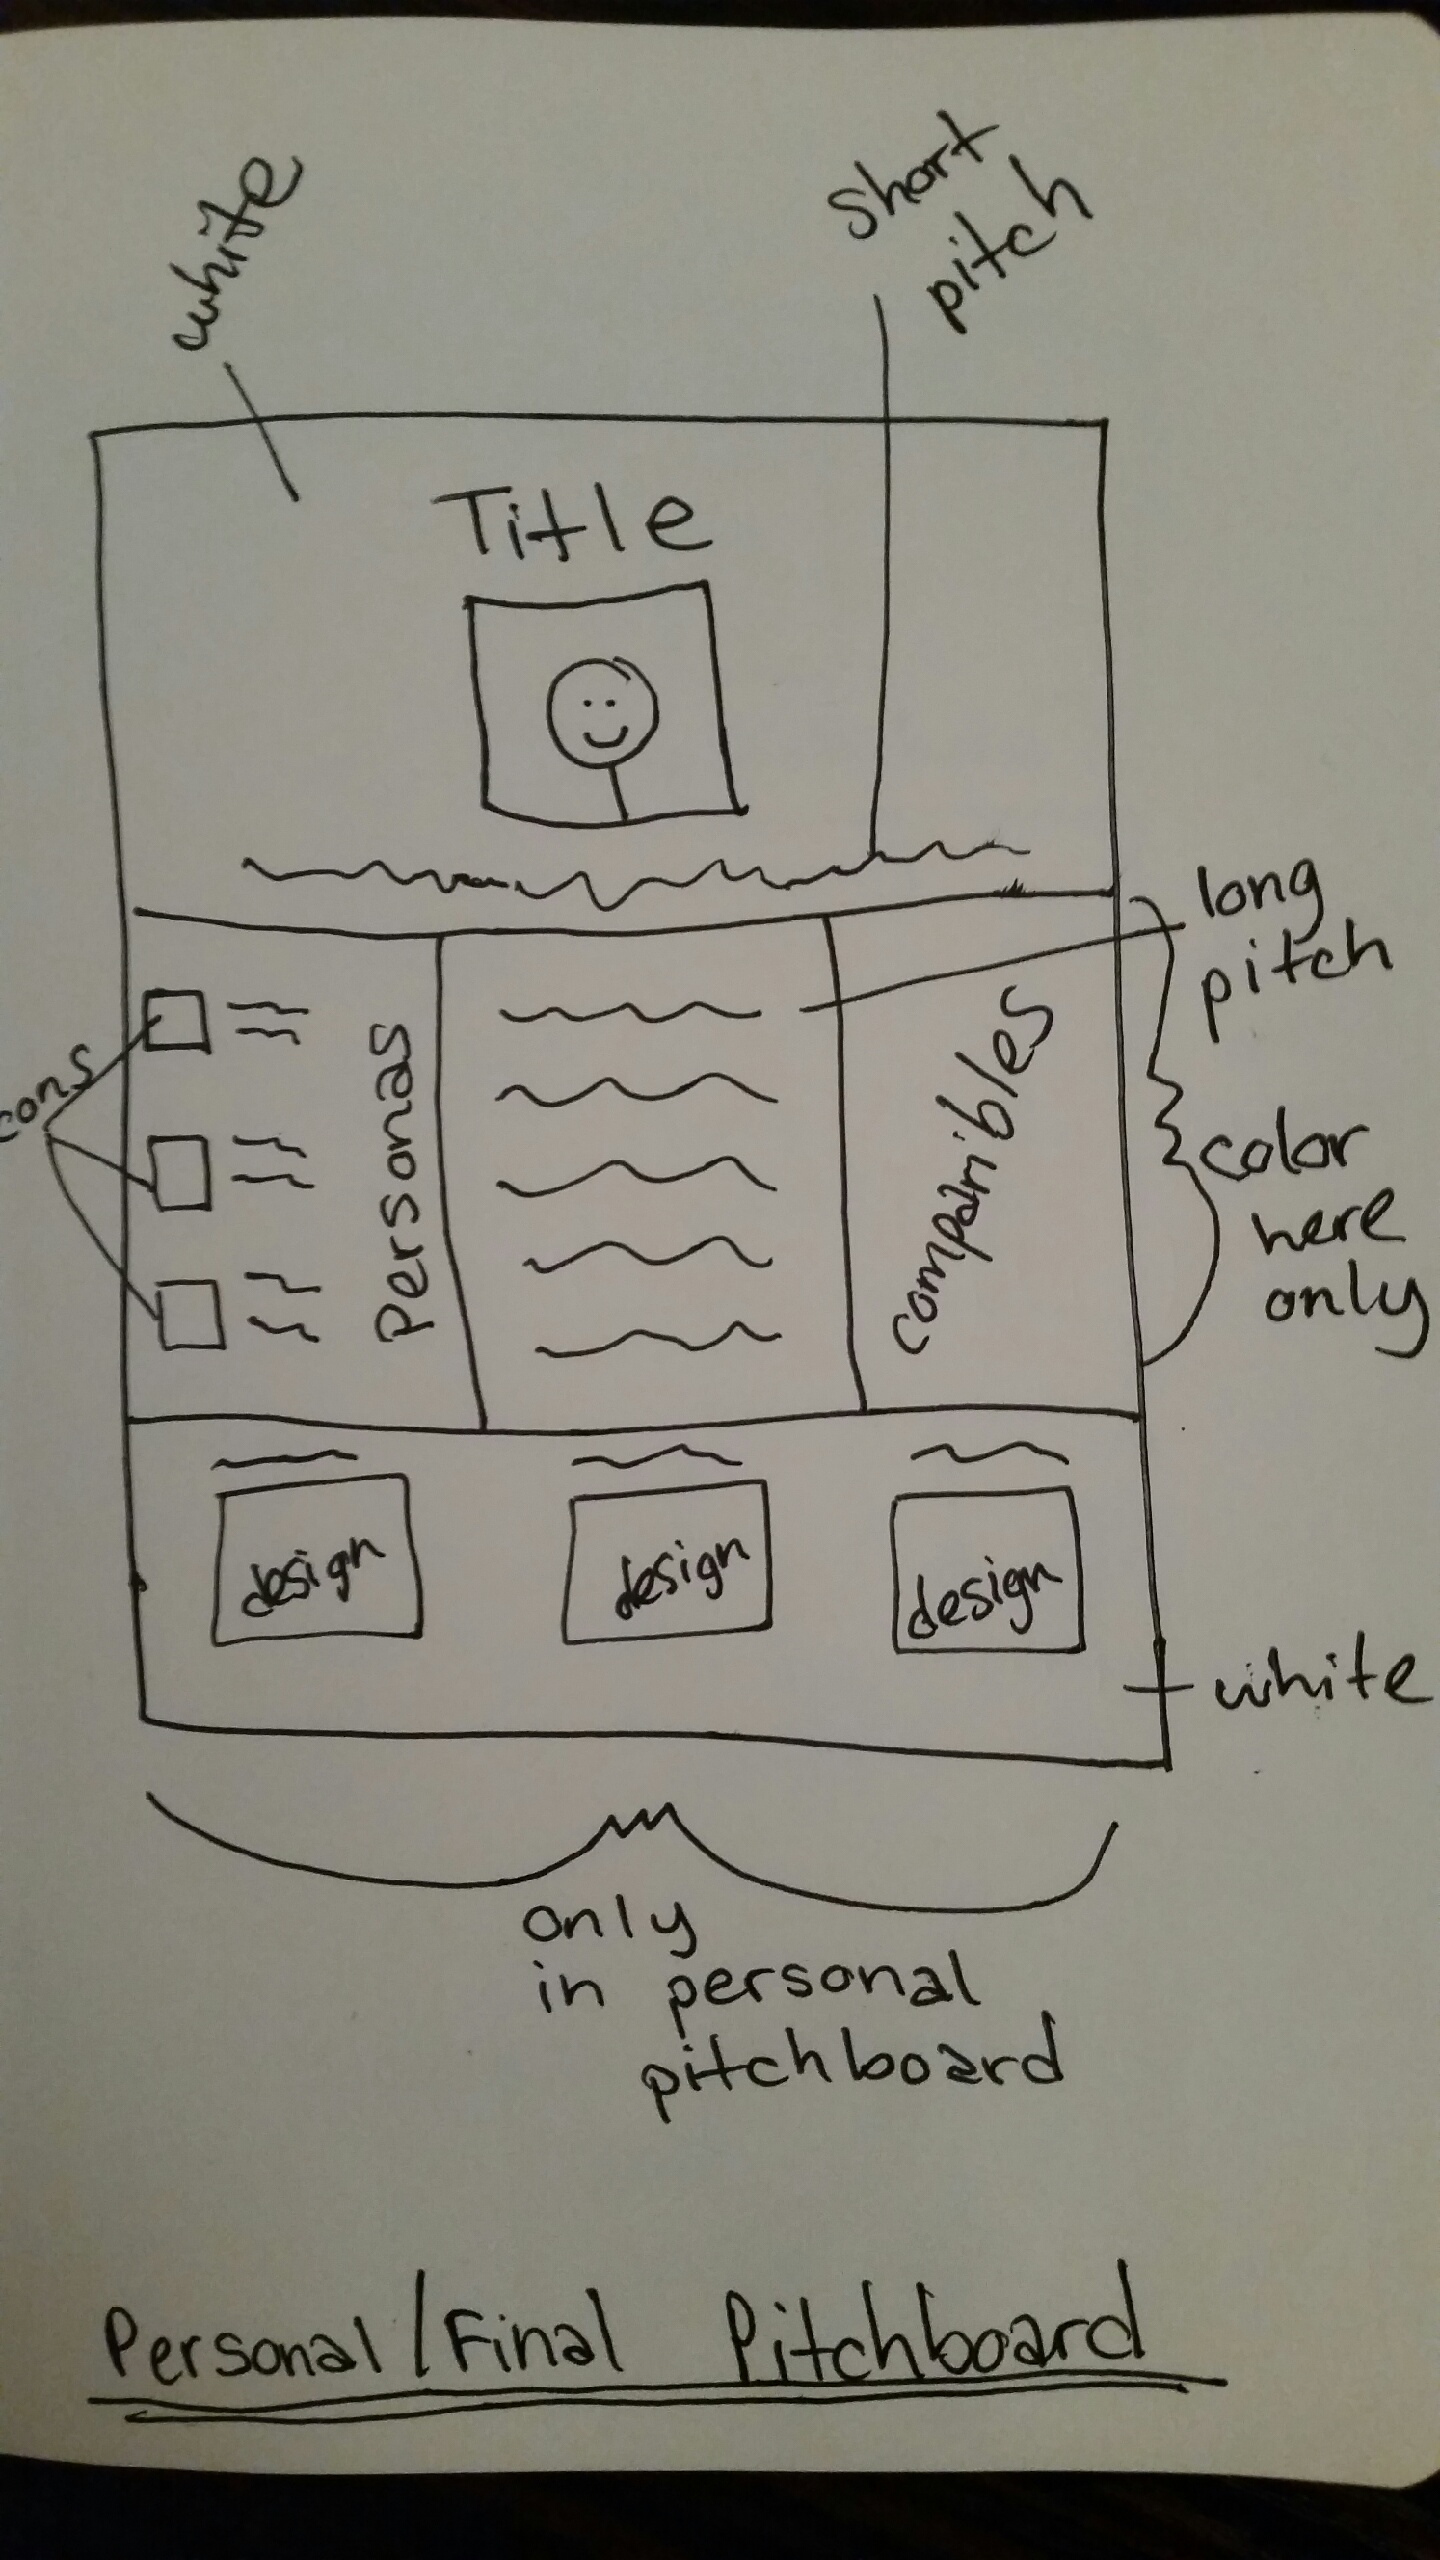 white
short
pitch
Title
long
pitch
cons
Personas
comparibles
color
here
only
design
design
design
white
only
in personal
pitchboard
Personal/Final Pitchboard